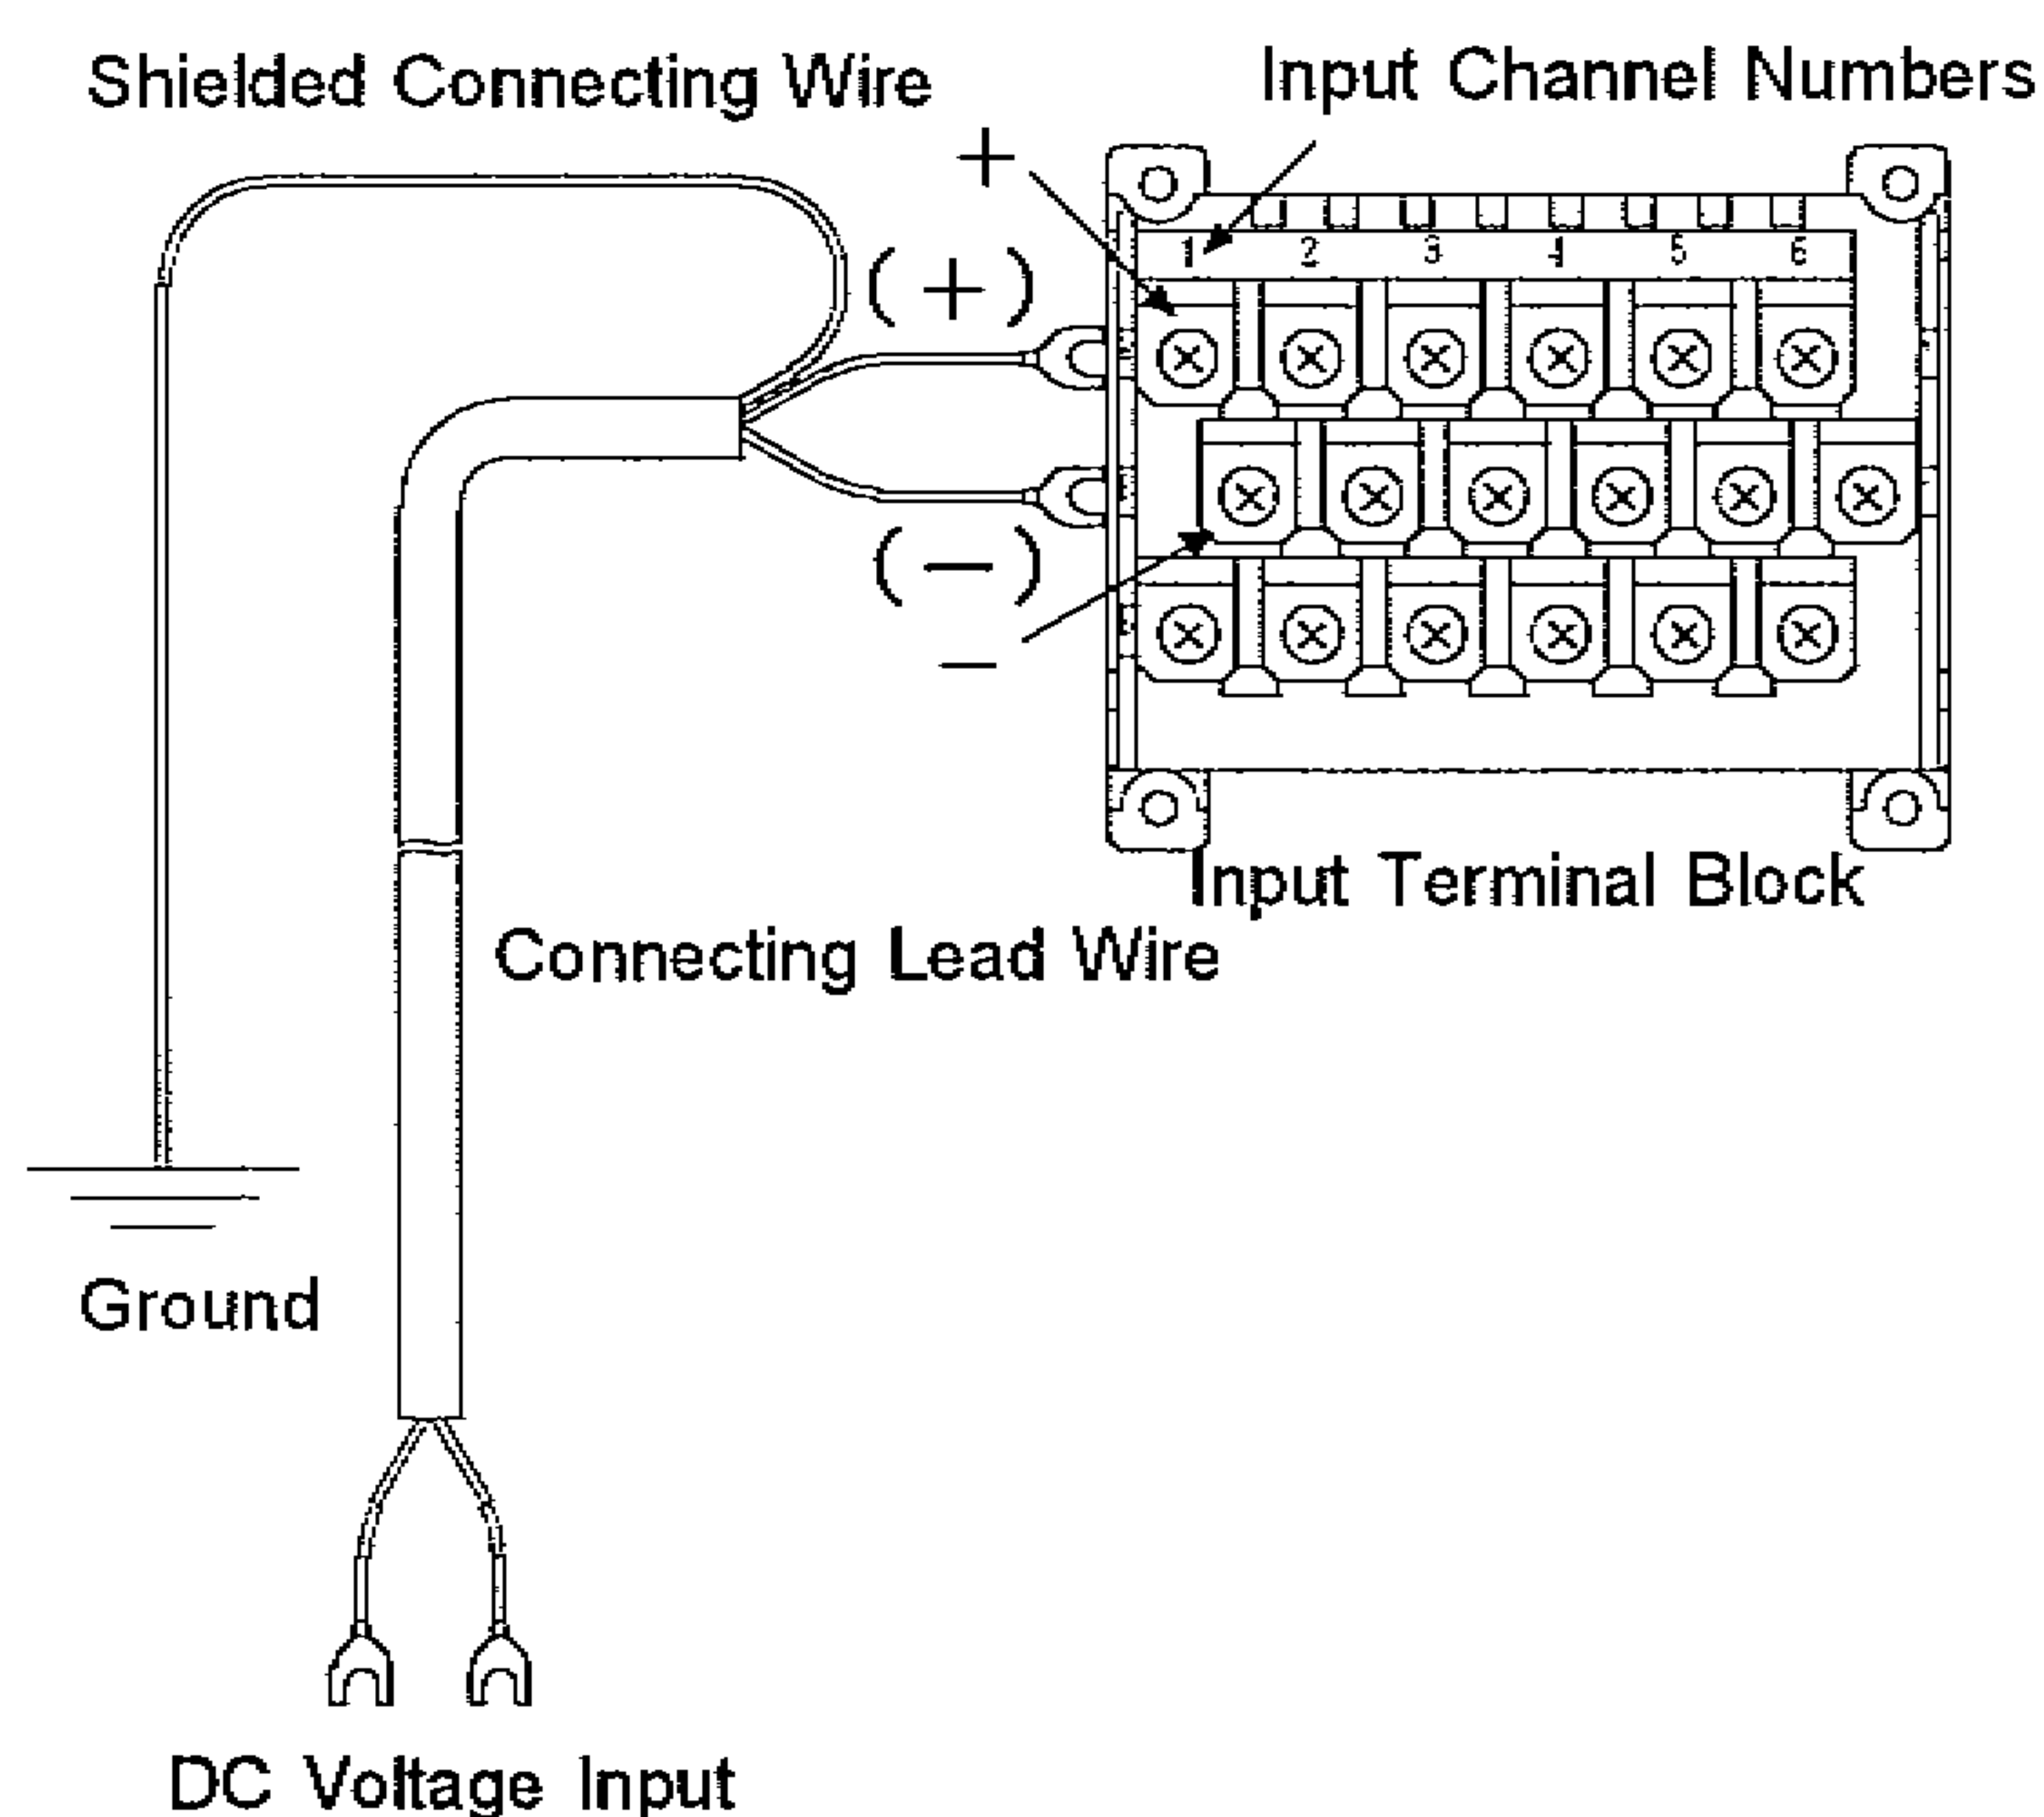 Shielded Connecting Wire
Input Channel Numbers
+
(+)
1 2 3 4 5 6
(−)
−
Input Terminal Block
Connecting Lead Wire
Ground
DC Voltage Input